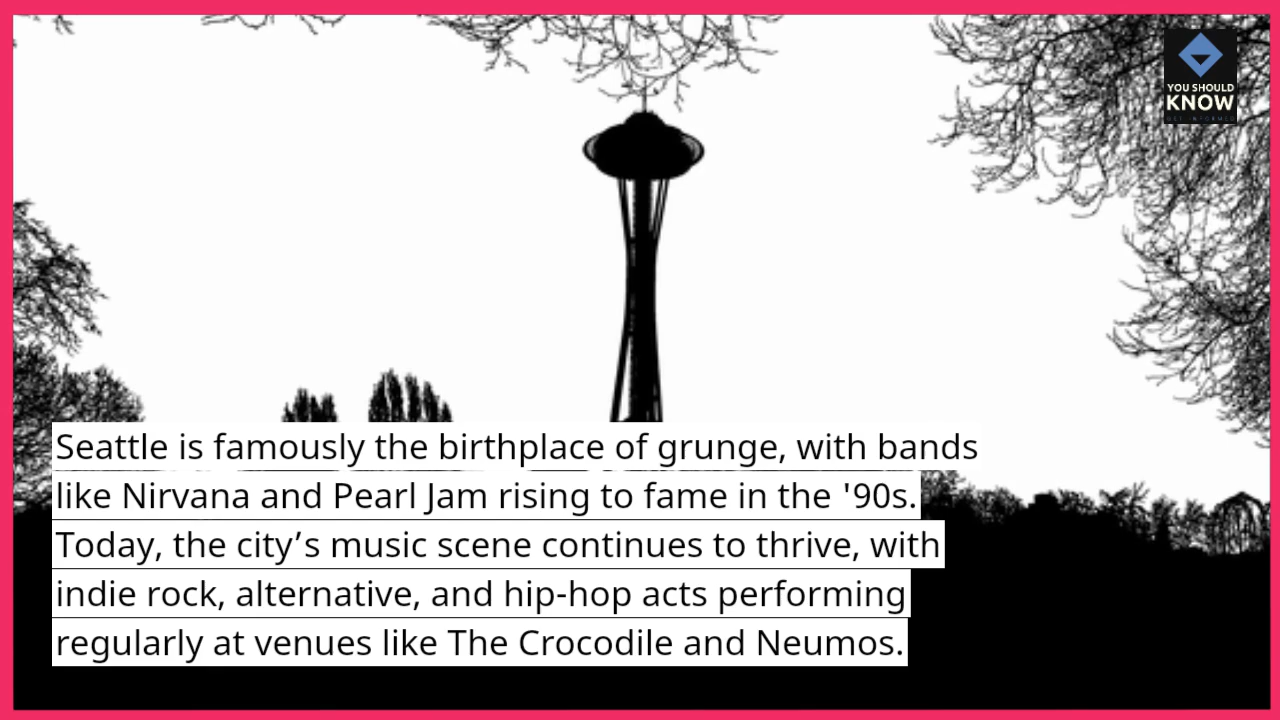 YOU SHOULD
KNOW
GET INFORMED
Seattle is famously the birthplace of grunge, with bands
like Nirvana and Pearl Jam rising to fame in the '90s.
Today, the city’s music scene continues to thrive, with
indie rock, alternative, and hip-hop acts performing
regularly at venues like The Crocodile and Neumos.